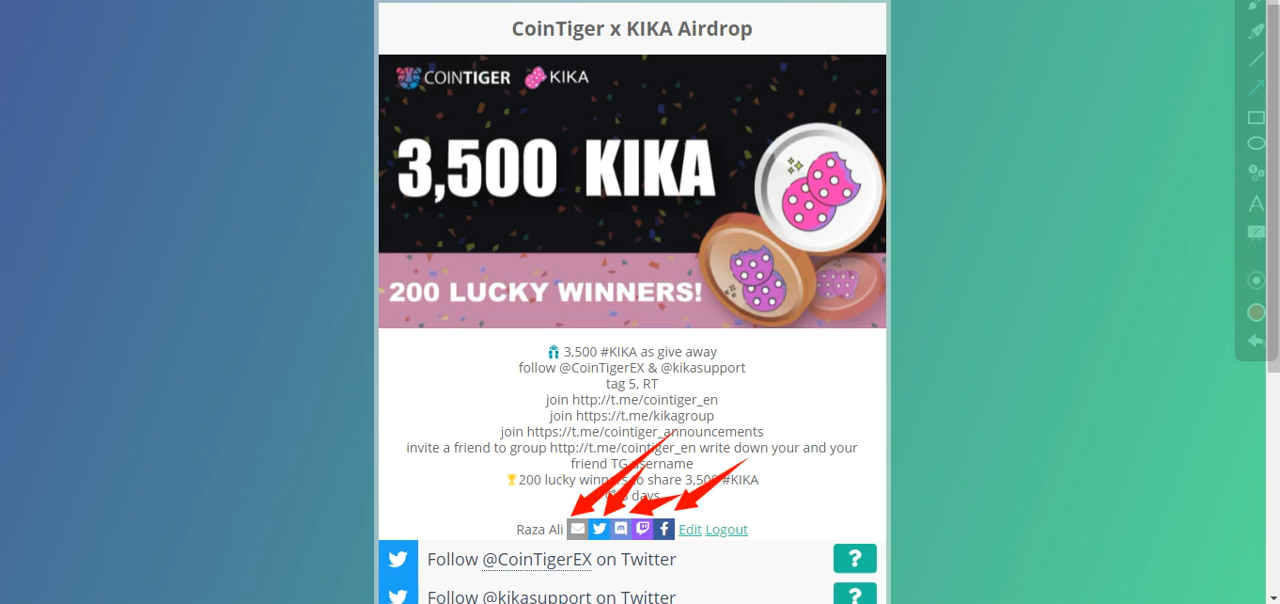 CoinTiger x KIKA Airdrop
COINTIGER KIKA
3,500 KIKA
200 LUCKY WINNERS!
3,500 #KIKA as give away
follow @CoinTigerEX & @kikasupport
tag 5, RT
join http://t.me/cointiger_en
join https://t.me/kikagroup
join https://t.me/cointiger_announcements
invite a friend to group http://t.me/cointiger_en write down your and your
friend TG username
200 lucky winners to share 3,500 #KIKA
days
Raza Ali Edit Logout
Follow @CoinTigerEX on Twitter ?
Follow @kikasupport on Twitter ?